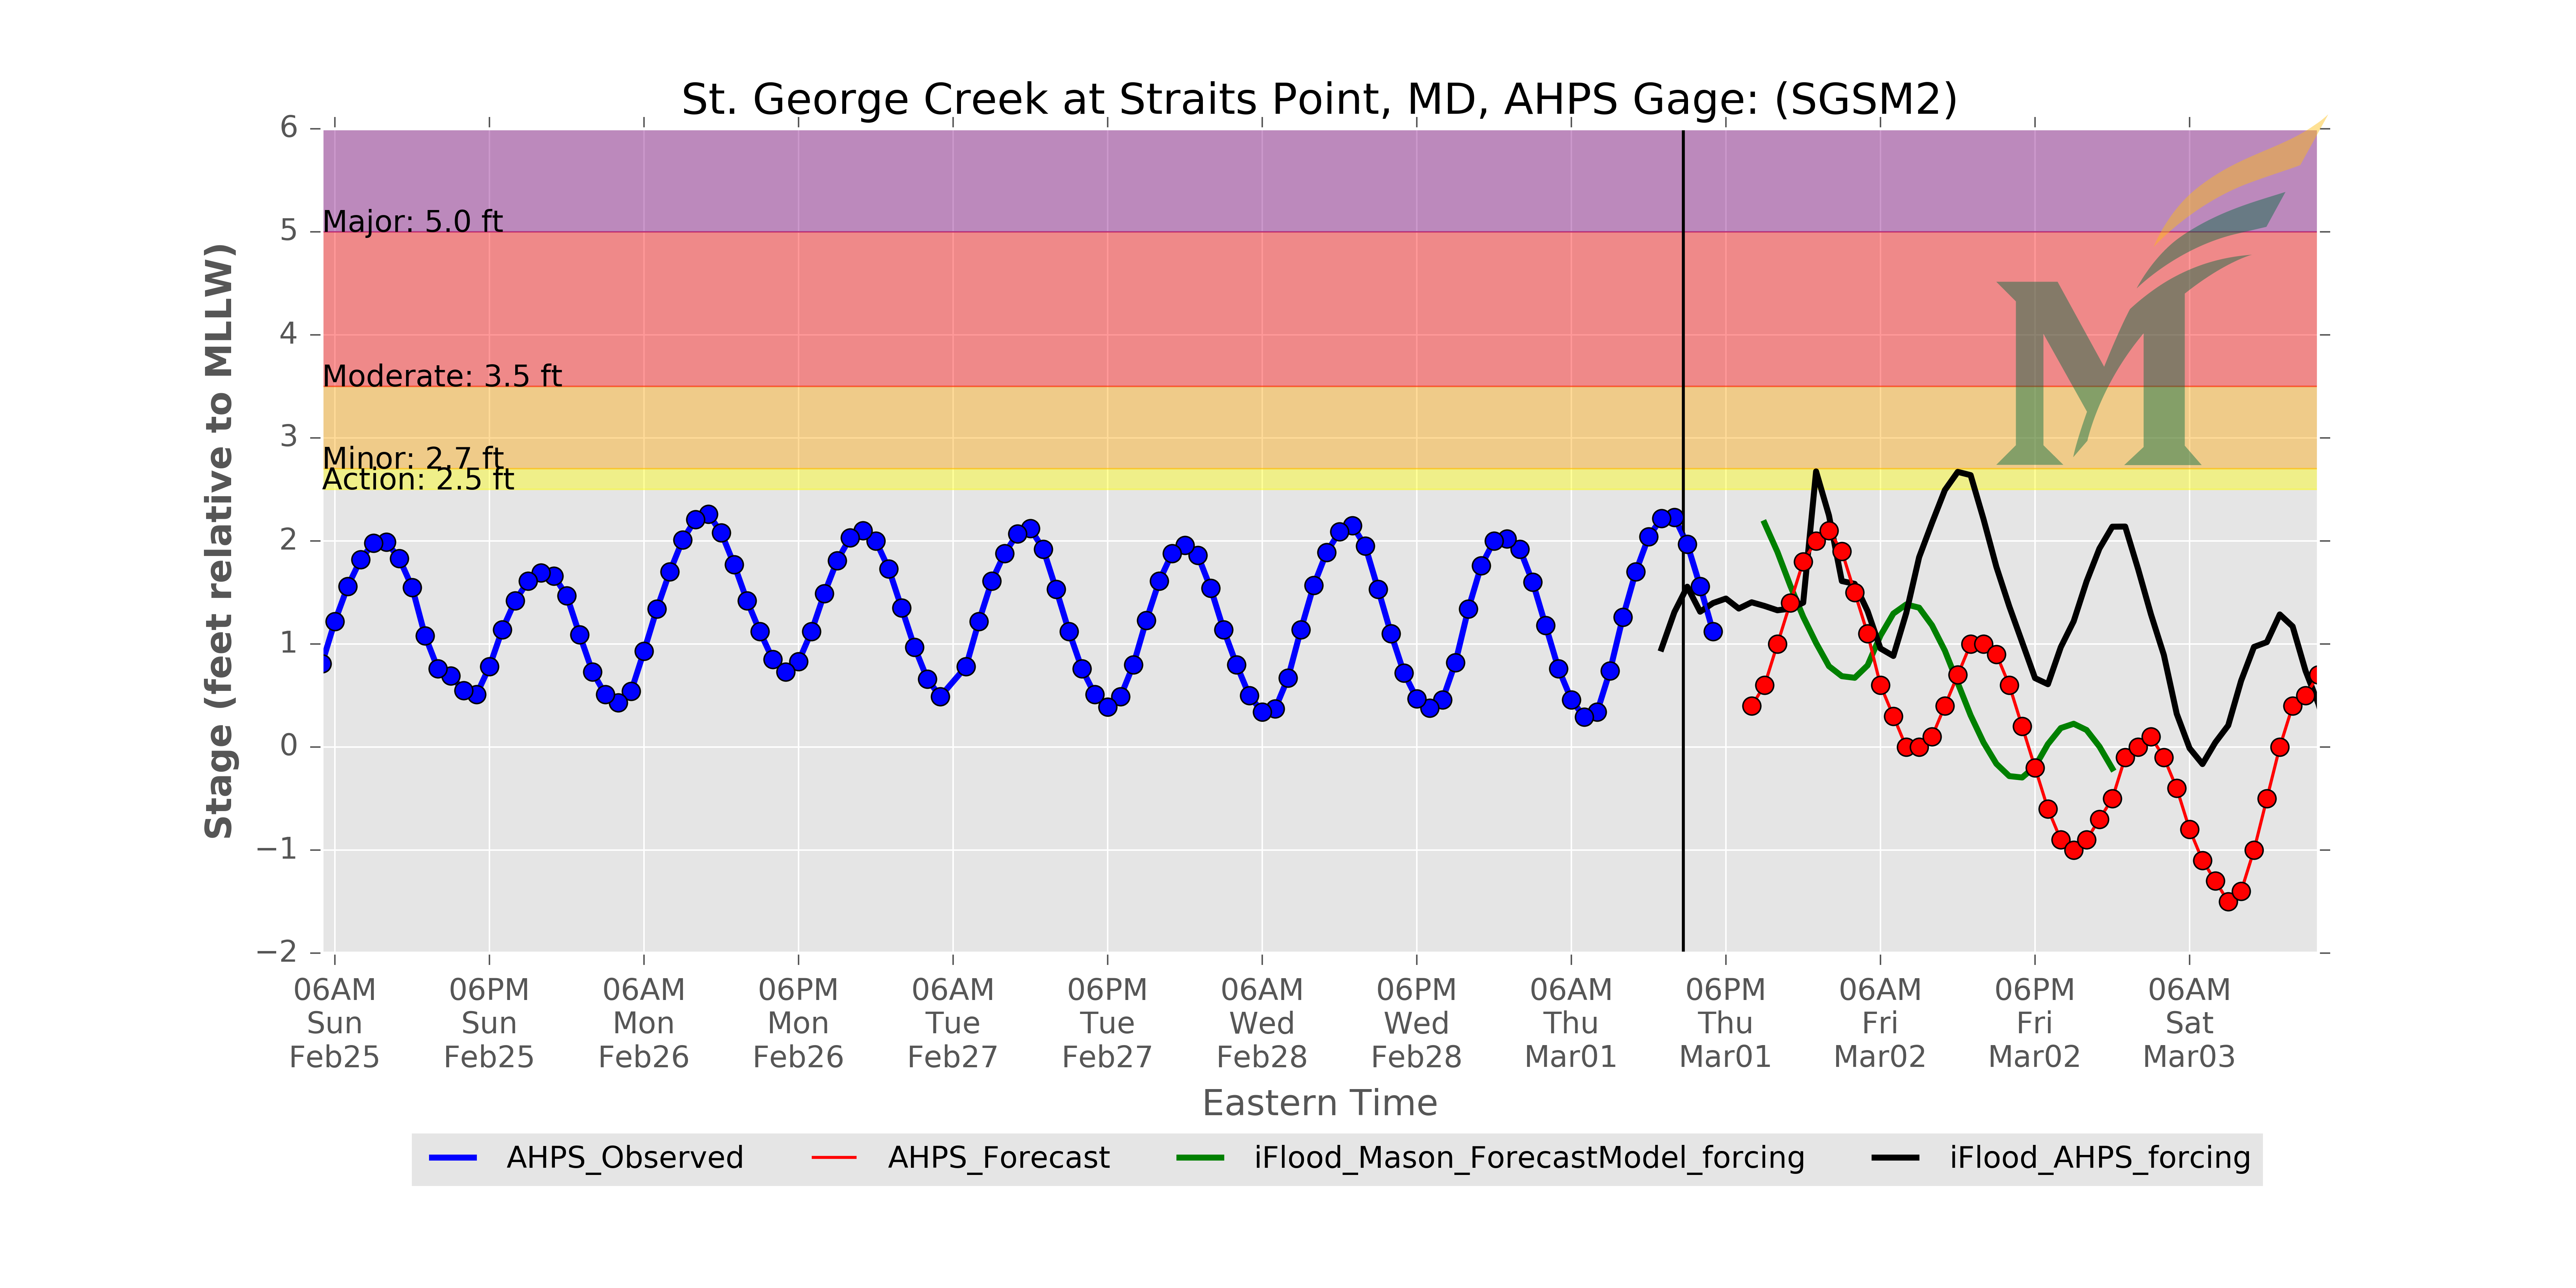 St. George Creek at Straits Point, MD, AHPS Gage: (SGSM2)
Stage (feet relative to MLLW)
6
5
4
3
2
1
0
−1
−2
Major: 5.0 ft
Moderate: 3.5 ft
Minor: 2.7 ft
Action: 2.5 ft
M
06AM 06PM 06AM 06PM 06AM 06PM 06AM 06PM 06AM 06PM 06AM 06PM 06AM
Sun Sun Mon Mon Tue Tue Wed Wed Thu Thu Fri Fri Sat
Feb25 Feb25 Feb26 Feb26 Feb27 Feb27 Feb28 Feb28 Mar01 Mar01 Mar02 Mar02 Mar03
Eastern Time
AHPS_Observed AHPS_Forecast iFlood_Mason_ForecastModel_forcing iFlood_AHPS_forcing